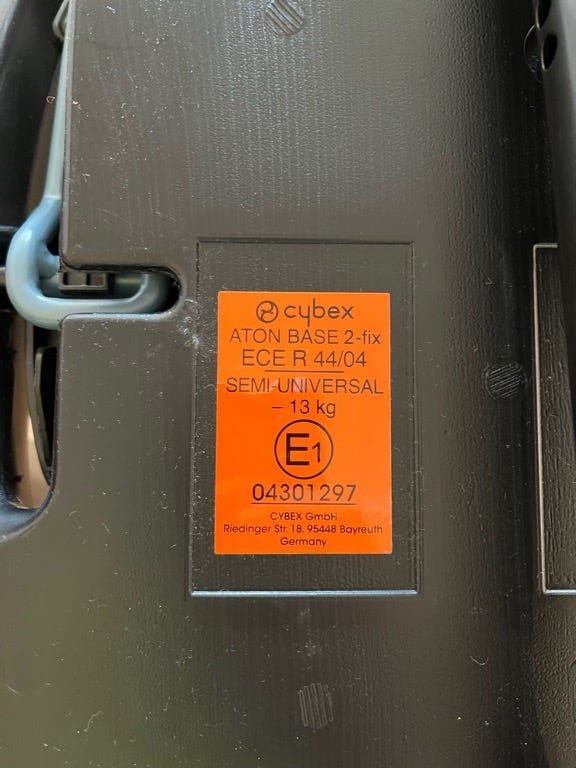 cybex
ATON BASE 2-fix
ECE R 44/04
SEMI-UNIVERSAL
– 13 kg
E1
04301297
CYBEX GmbH
Riedinger Str. 18, 95448 Bayreuth
Germany